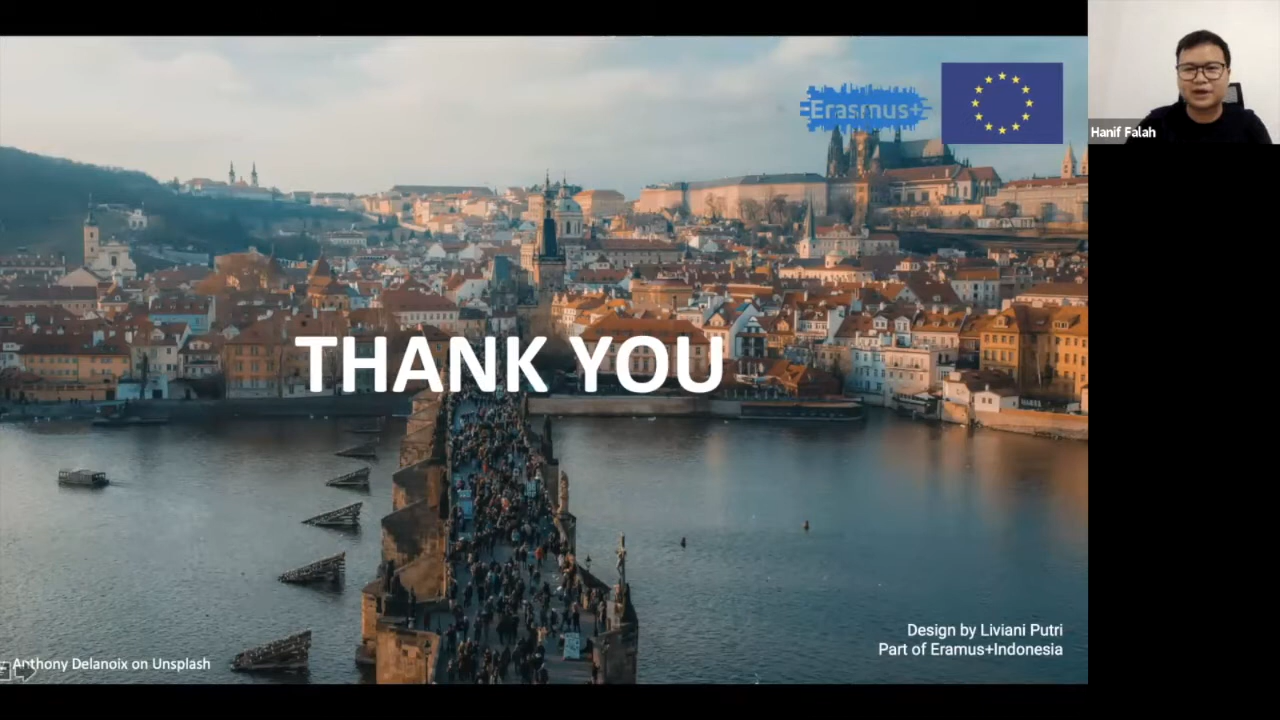 Erasmus+
Hanif Falah
THANK YOU
Design by Liviani Putri
Part of Eramus+Indonesia
Anthony Delanoix on Unsplash